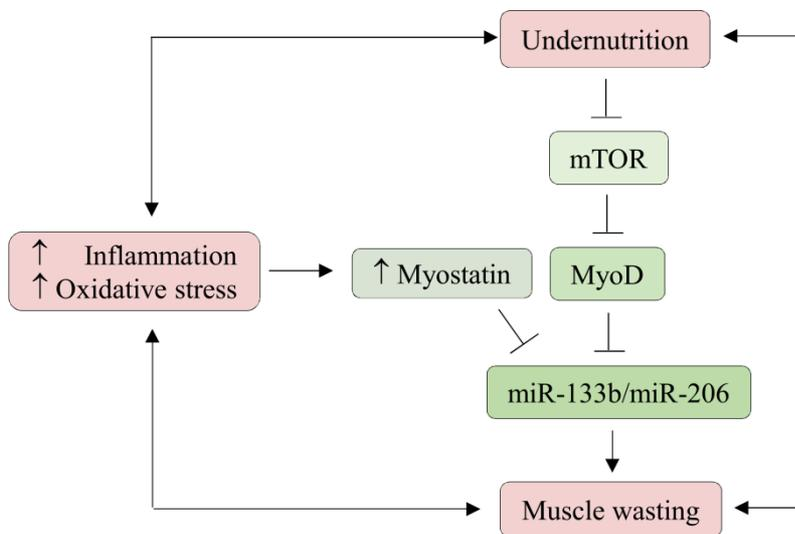 Undernutrition
mTOR
↑ Inflammation
↑ Oxidative stress
↑ Myostatin
MyoD
miR-133b/miR-206
Muscle wasting